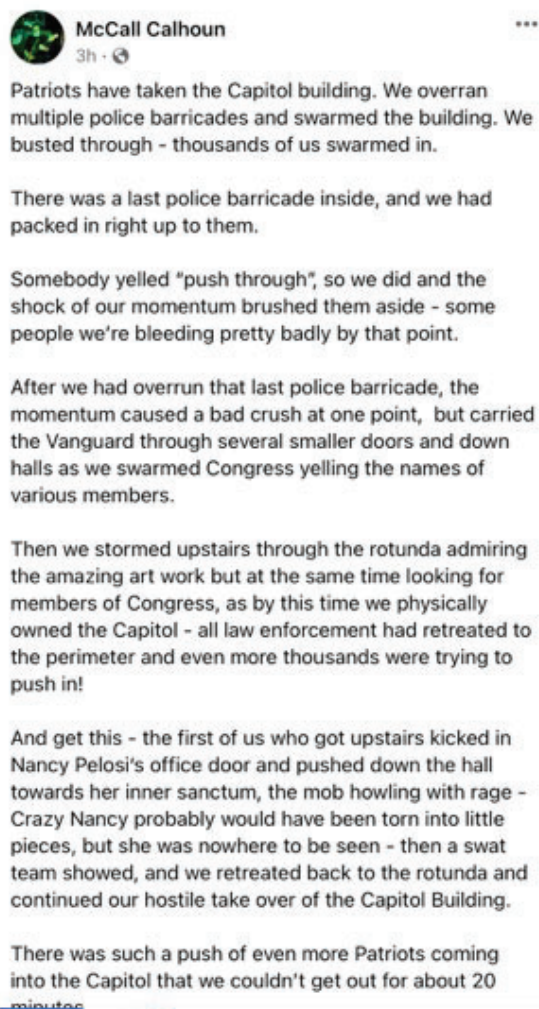 McCall Calhoun
3h ·
Patriots have taken the Capitol building. We overran
multiple police barricades and swarmed the building. We
busted through - thousands of us swarmed in.
There was a last police barricade inside, and we had
packed in right up to them.
Somebody yelled "push through", so we did and the
shock of our momentum brushed them aside - some
people we're bleeding pretty badly by that point.
After we had overrun that last police barricade, the
momentum caused a bad crush at one point,  but carried
the Vanguard through several smaller doors and down
halls as we swarmed Congress yelling the names of
various members.
Then we stormed upstairs through the rotunda admiring
the amazing art work but at the same time looking for
members of Congress, as by this time we physically
owned the Capitol - all law enforcement had retreated to
the perimeter and even more thousands were trying to
push in!
And get this - the first of us who got upstairs kicked in
Nancy Pelosi's office door and pushed down the hall
towards her inner sanctum, the mob howling with rage -
Crazy Nancy probably would have been torn into little
pieces, but she was nowhere to be seen - then a swat
team showed, and we retreated back to the rotunda and
continued our hostile take over of the Capitol Building.
There was such a push of even more Patriots coming
into the Capitol that we couldn't get out for about 20
minutes